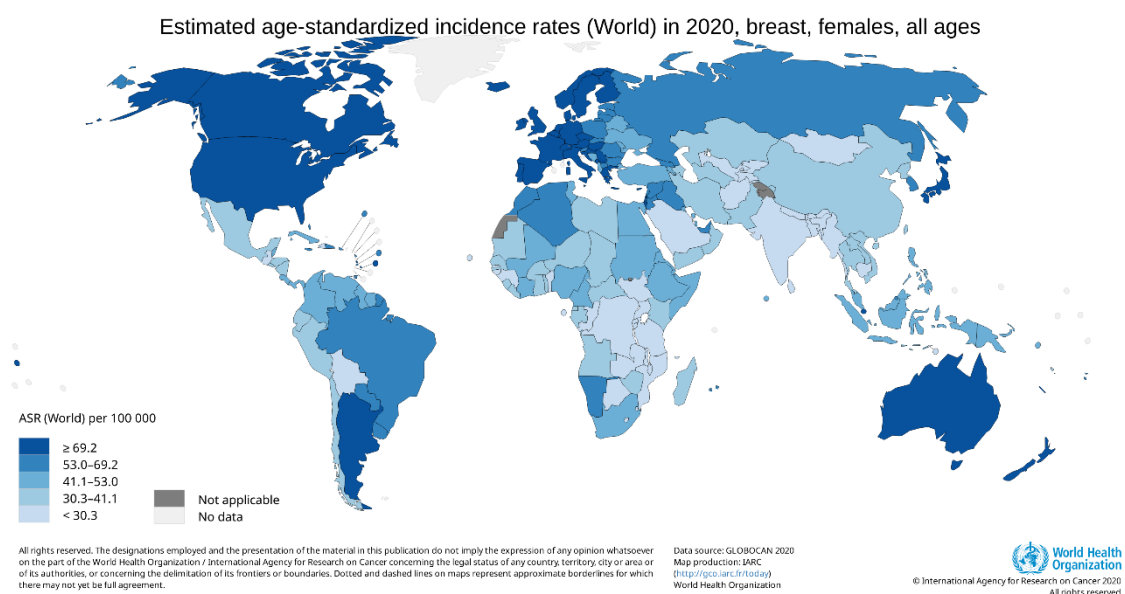 Estimated age-standardized incidence rates (World) in 2020, breast, females, all ages
ASR (World) per 100 000
≥ 69.2
53.0–69.2
41.1–53.0
30.3–41.1
< 30.3
Not applicable
No data
All rights reserved. The designations employed and the presentation of the material in this publication do not imply the expression of any opinion whatsoever
on the part of the World Health Organization / International Agency for Research on Cancer concerning the legal status of any country, territory, city or area or
of its authorities, or concerning the delimitation of its frontiers or boundaries. Dotted and dashed lines on maps represent approximate borderlines for which
there may not yet be full agreement.
Data source: GLOBOCAN 2020
Map production: IARC
(http://gco.iarc.fr/today)
World Health Organization
World Health
Organization
© International Agency for Research on Cancer 2020
All rights reserved